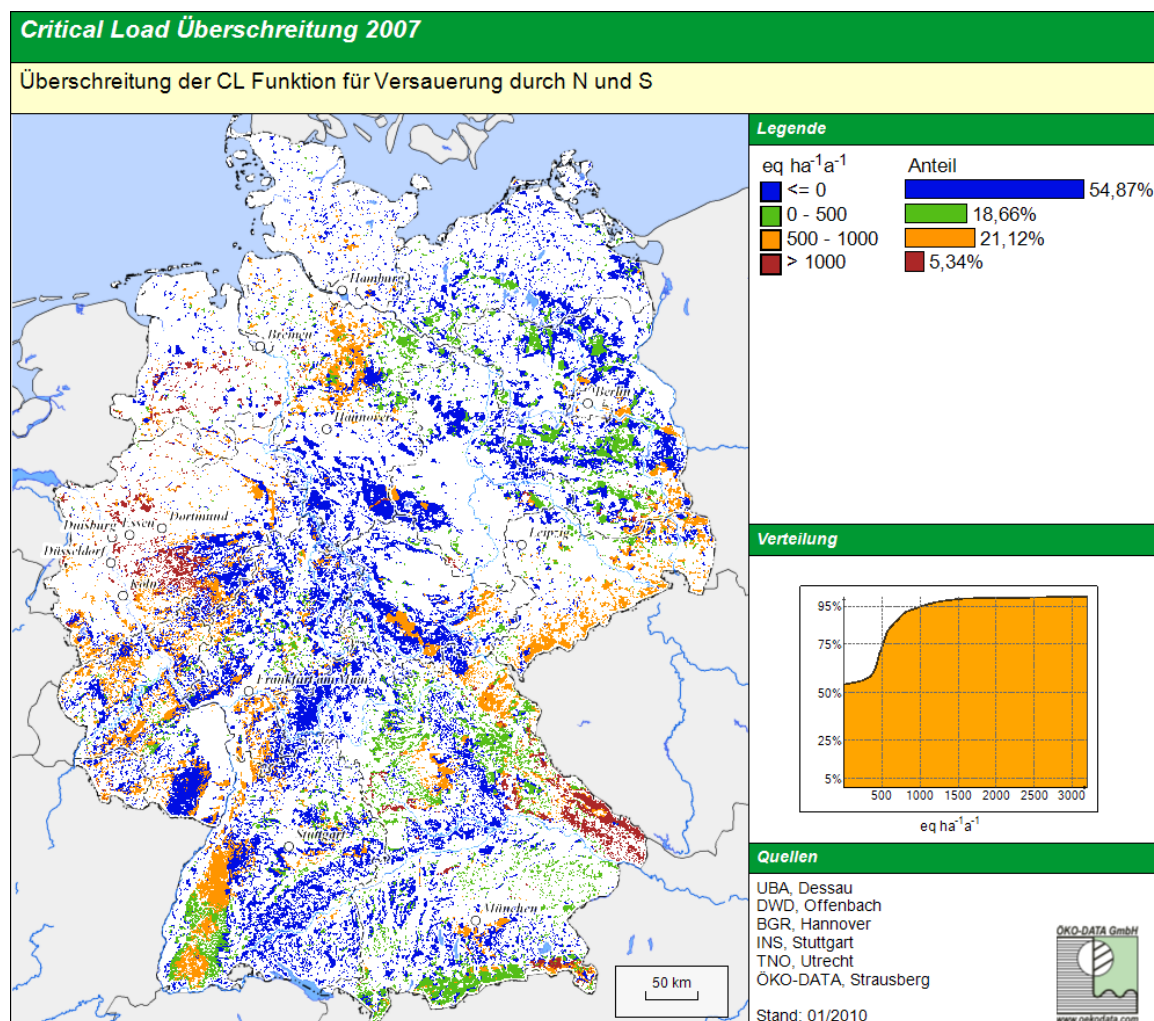 Critical Load Überschreitung 2007
Überschreitung der CL Funktion für Versauerung durch N und S
Legende
eq ha⁻¹a⁻¹ Anteil
<= 0 54,87%
0 - 500 18,66%
500 - 1000 21,12%
> 1000 5,34%
Hamburg
Bremen
Berlin
Hannover
Duisburg Essen Dortmund
Düsseldorf
Leipzig
Köln
Frankfurt am Main
Stuttgart
München
50 km
Verteilung
95%
75%
50%
25%
5%
500 1000 1500 2000 2500 3000
eq ha⁻¹a⁻¹
Quellen
UBA, Dessau
DWD, Offenbach
BGR, Hannover
INS, Stuttgart
TNO, Utrecht
ÖKO-DATA, Strausberg
Stand: 01/2010
ÖKO-DATA GmbH
www.oekodata.com